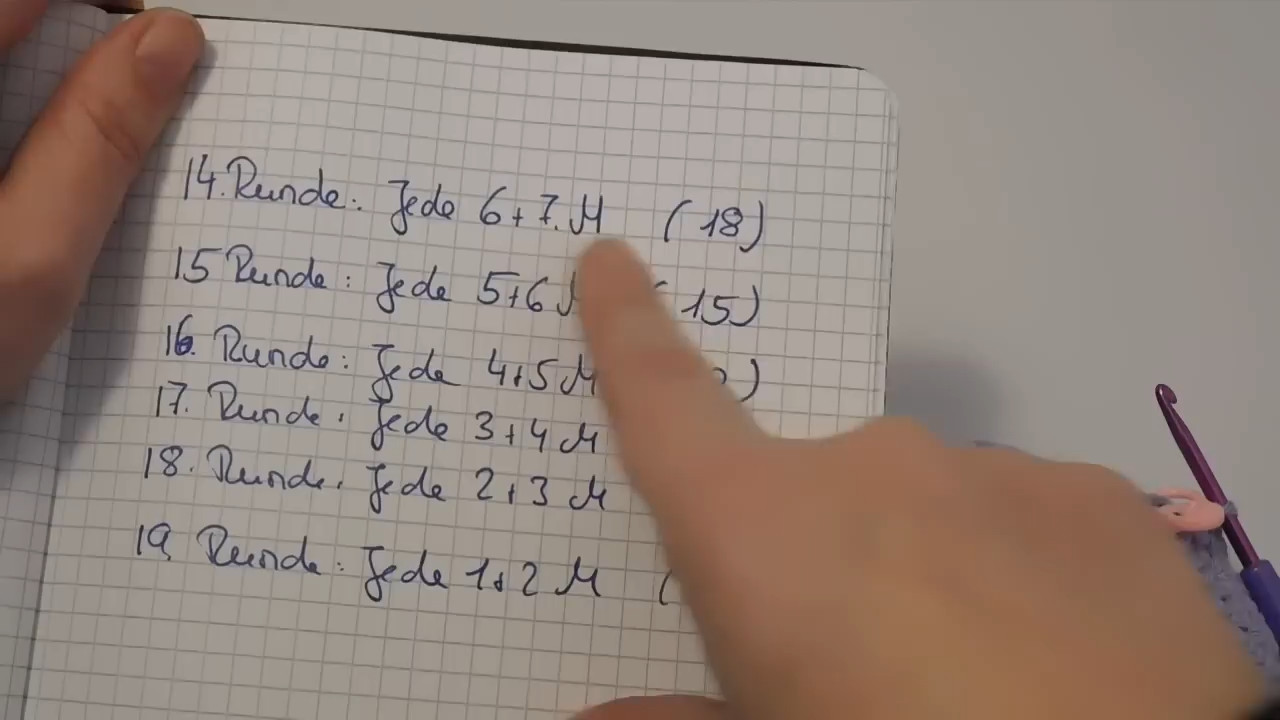 14. Runde: Jede 6+7. M (18)
15 Runde: Jede 5+6 M (15)
16. Runde: Jede 4+5 M )
17. Runde: Jede 3+4 M
18. Runde: Jede 2+3 M
19 Runde: Jede 1+2 M (